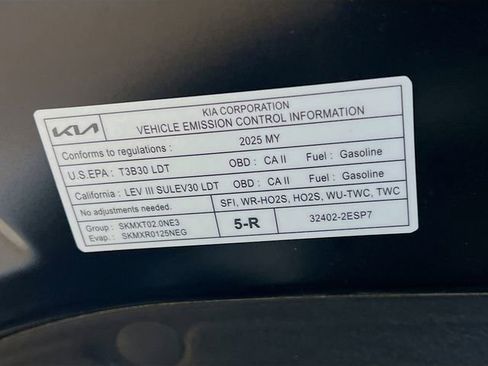 KIA
KIA CORPORATION
VEHICLE EMISSION CONTROL INFORMATION
Conforms to regulations : 2025 MY
U.S.EPA : T3B30 LDT OBD : CA II Fuel : Gasoline
California : LEV III SULEV30 LDT OBD : CA II Fuel : Gasoline
No adjustments needed. SFI, WR-HO2S, HO2S, WU-TWC, TWC
Group : SKMXT02.0NE3
Evap. : SKMXR0125NEG
5-R
32402-2ESP7